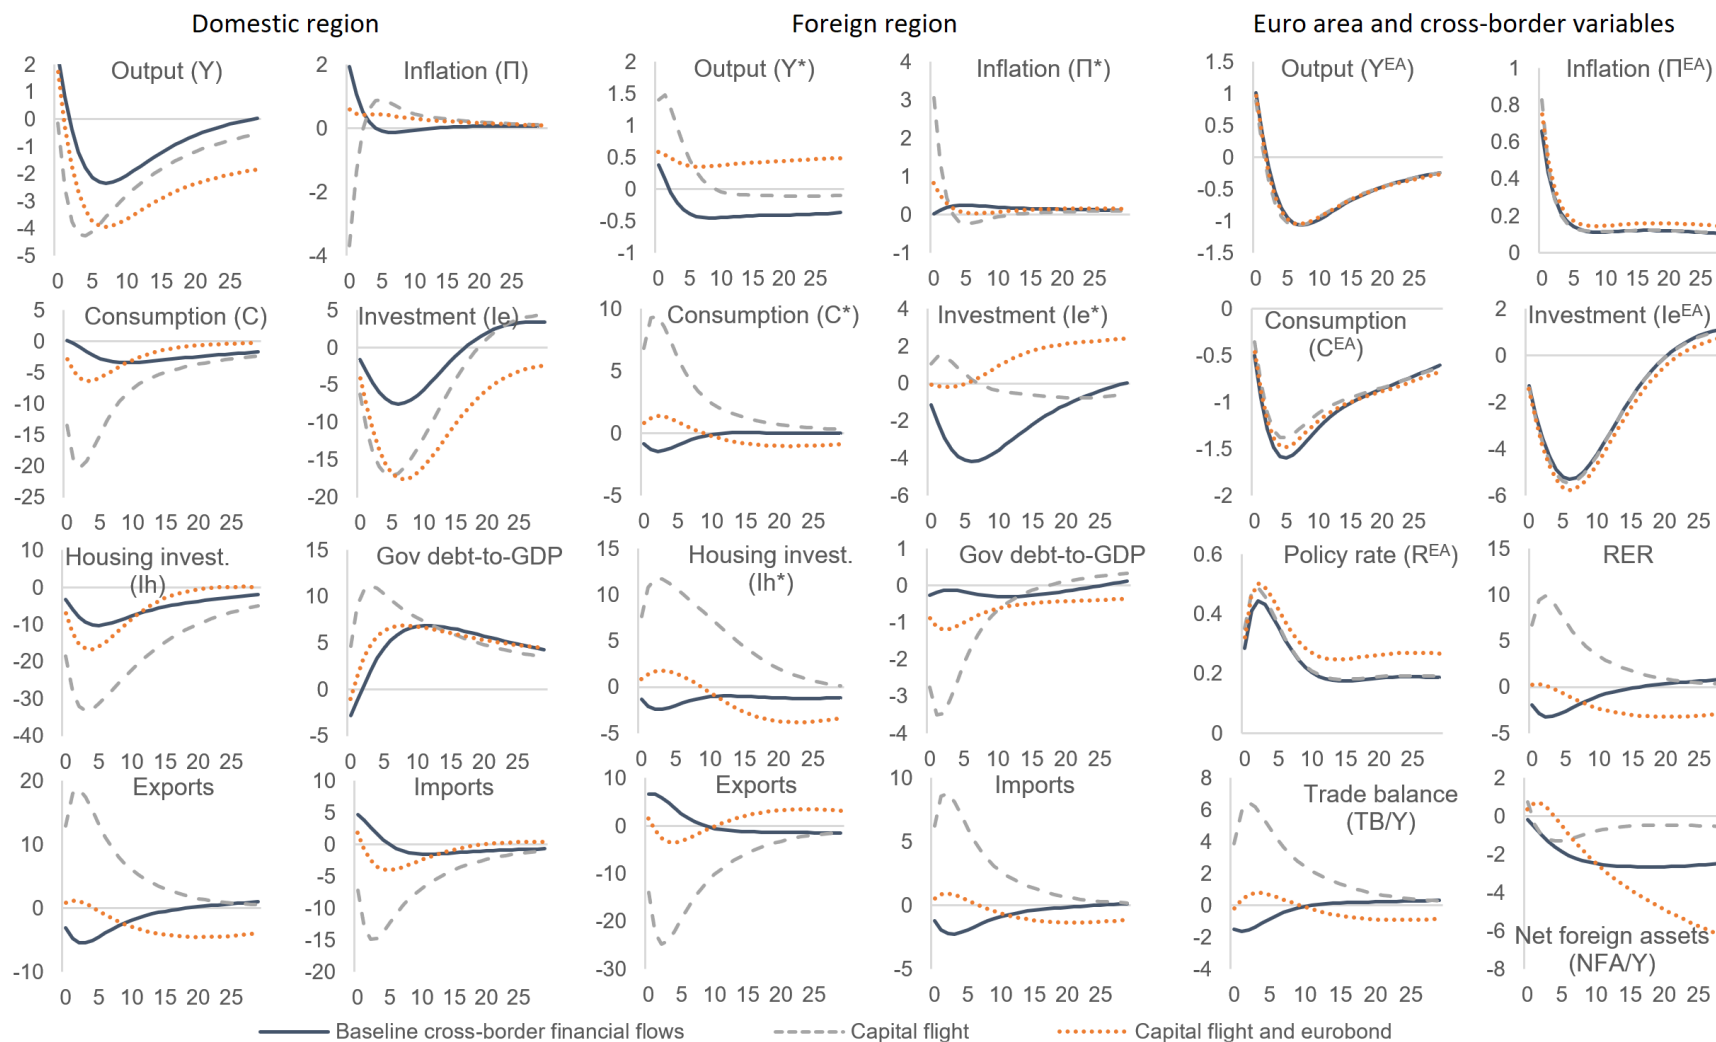 Domestic region
Foreign region
Euro area and cross-border variables
Output (Y)
2
1
0
-1
-2
-3
-4
-5
0 5 10 15 20 25
Inflation (Π)
2
0
-2
-4
0 5 10 15 20 25
Output (Y*)
2
1.5
1
0.5
0
-0.5
-1
0 5 10 15 20 25
Inflation (Π*)
4
3
2
1
0
-1
0 5 10 15 20 25
Output (Y^EA)
1.5
1
0.5
0
-0.5
-1
-1.5
0 5 10 15 20 25
Inflation (Π^EA)
1
0.8
0.6
0.4
0.2
0
0 5 10 15 20 25
Consumption (C)
5
0
-5
-10
-15
-20
-25
0 5 10 15 20 25
Investment (Ie)
5
0
-5
-10
-15
-20
0 5 10 15 20 25
Consumption (C*)
10
5
0
-5
0 5 10 15 20 25
Investment (Ie*)
4
2
0
-2
-4
-6
0 5 10 15 20 25
Consumption
(C^EA)
0
-0.5
-1
-1.5
-2
0 5 10 15 20 25
Investment (Ie^EA)
2
0
-2
-4
-6
0 5 10 15 20 25
Housing invest.
(Ih)
10
0
-10
-20
-30
-40
0 5 10 15 20 25
Gov debt-to-GDP
15
10
5
0
-5
0 5 10 15 20 25
Housing invest.
(Ih*)
15
10
5
0
-5
0 5 10 15 20 25
Gov debt-to-GDP
1
0
-1
-2
-3
-4
0 5 10 15 20 25
Policy rate (R^EA)
0.6
0.4
0.2
0
0 5 10 15 20 25
RER
15
10
5
0
-5
0 5 10 15 20 25
Exports
20
10
0
-10
0 5 10 15 20 25
Imports
10
5
0
-5
-10
-15
-20
0 5 10 15 20 25
Exports
10
0
-10
-20
-30
0 5 10 15 20 25
Imports
10
5
0
-5
0 5 10 15 20 25
Trade balance
(TB/Y)
8
6
4
2
0
-2
-4
0 5 10 15 20 25
Net foreign assets
(NFA/Y)
2
0
-2
-4
-6
-8
0 5 10 15 20 25
Baseline cross-border financial flows
Capital flight
Capital flight and eurobond